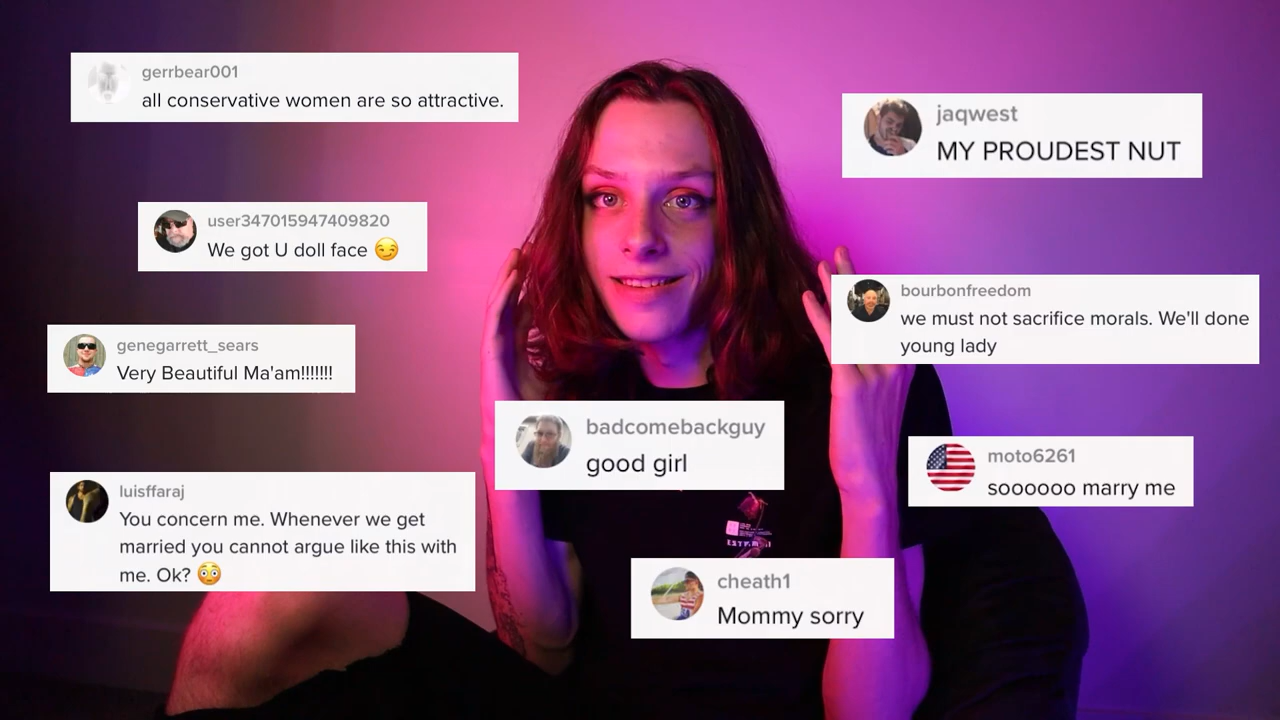 gerrbear001
all conservative women are so attractive.
jaqwest
MY PROUDEST NUT
user347015947409820
We got U doll face 😏
bourbonfreedom
we must not sacrifice morals. We'll done
young lady
genegarrett_sears
Very Beautiful Ma'am!!!!!!!
badcomebackguy
good girl
moto6261
soooooo marry me
luisffaraj
You concern me. Whenever we get
married you cannot argue like this with
me. Ok? 😳
cheath1
Mommy sorry